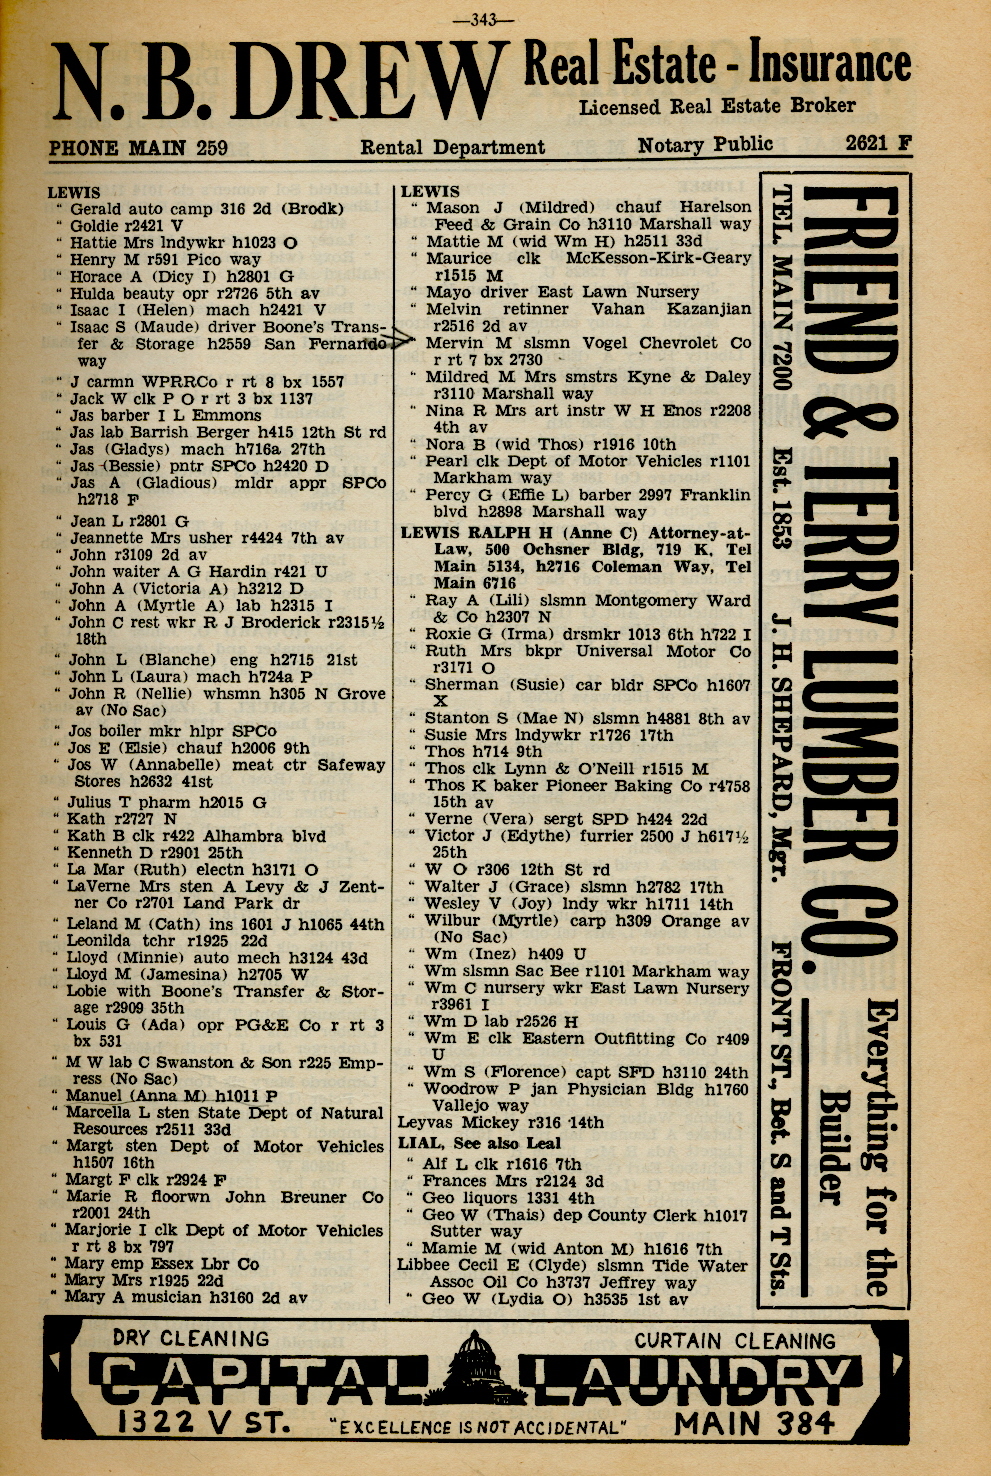 —343—
N. B. DREW Real Estate - Insurance
Licensed Real Estate Broker
PHONE MAIN 259 Rental Department Notary Public 2621 F
LEWIS
" Gerald auto camp 316 2d (Brodk)
" Goldie r2421 V
" Hattie Mrs lndywkr h1023 O
" Henry M r591 Pico way
" Horace A (Dicy I) h2801 G
" Hulda beauty opr r2726 5th av
" Isaac I (Helen) mach h2421 V
" Isaac S (Maude) driver Boone's Trans-
fer & Storage h2559 San Fernando
way
" J carmn WPRRCo r rt 8 bx 1557
" Jack W clk P O r rt 3 bx 1137
" Jas barber I L Emmons
" Jas lab Barrish Berger h415 12th St rd
" Jas (Gladys) mach h716a 27th
" Jas (Bessie) pntr SPCo h2420 D
" Jas A (Gladious) mldr appr SPCo
h2718 F
" Jean L r2801 G
" Jeannette Mrs usher r4424 7th av
" John r3109 2d av
" John waiter A G Hardin r421 U
" John A (Victoria A) h3212 D
" John A (Myrtle A) lab h2315 I
" John C rest wkr R J Broderick r2315½
18th
" John L (Blanche) eng h2715 21st
" John L (Laura) mach h724a P
" John R (Nellie) whsmn h305 N Grove
av (No Sac)
" Jos boiler mkr hlpr SPCo
" Jos E (Elsie) chauf h2006 9th
" Jos W (Annabelle) meat ctr Safeway
Stores h2632 41st
" Julius T pharm h2015 G
" Kath r2727 N
" Kath B clk r422 Alhambra blvd
" Kenneth D r2901 25th
" La Mar (Ruth) electn h3171 O
" LaVerne Mrs sten A Levy & J Zent-
ner Co r2701 Land Park dr
" Leland M (Cath) ins 1601 J h1065 44th
" Leonilda tchr r1925 22d
" Lloyd (Minnie) auto mech h3124 43d
" Lloyd M (Jamesina) h2705 W
" Lobie with Boone's Transfer & Stor-
age r2909 35th
" Louis G (Ada) opr PG&E Co r rt 3
bx 531
" M W lab C Swanston & Son r225 Emp-
ress (No Sac)
" Manuel (Anna M) h1011 P
" Marcella L sten State Dept of Natural
Resources r2511 33d
" Margt sten Dept of Motor Vehicles
h1507 16th
" Margt F clk r2924 F
" Marie R floorwn John Breuner Co
r2001 24th
" Marjorie I clk Dept of Motor Vehicles
r rt 8 bx 797
" Mary emp Essex Lbr Co
" Mary Mrs r1925 22d
" Mary A musician h3160 2d av
LEWIS
" Mason J (Mildred) chauf Harelson
Feed & Grain Co h3110 Marshall way
" Mattie M (wid Wm H) h2511 33d
" Maurice clk McKesson-Kirk-Geary
r1515 M
" Mayo driver East Lawn Nursery
Melvin retinner Vahan Kazanjian
r2516 2d av
" Mervin M slsmn Vogel Chevrolet Co
r rt 7 bx 2730
" Mildred M Mrs smstrs Kyne & Daley
r3110 Marshall way
" Nina R Mrs art instr W H Enos r2208
4th av
" Nora B (wid Thos) r1916 10th
" Pearl clk Dept of Motor Vehicles r1101
Markham way
" Percy G (Effie L) barber 2997 Franklin
blvd h2898 Marshall way
LEWIS RALPH H (Anne C) Attorney-at-
Law, 500 Ochsner Bldg, 719 K, Tel
Main 5134, h2716 Coleman Way, Tel
Main 6716
" Ray A (Lili) slsmn Montgomery Ward
& Co h2307 N
" Roxie G (Irma) drsmkr 1013 6th h722 I
" Ruth Mrs bkpr Universal Motor Co
r3171 O
" Sherman (Susie) car bldr SPCo h1607
X
" Stanton S (Mae N) slsmn h4881 8th av
" Susie Mrs lndywkr r1726 17th
" Thos h714 9th
" Thos clk Lynn & O'Neill r1515 M
" Thos K baker Pioneer Baking Co r4758
15th av
" Verne (Vera) sergt SPD h424 22d
" Victor J (Edythe) furrier 2500 J h617½
25th
" W O r306 12th St rd
" Walter J (Grace) slsmn h2782 17th
" Wesley V (Joy) lndy wkr h1711 14th
" Wilbur (Myrtle) carp h309 Orange av
(No Sac)
" Wm (Inez) h409 U
" Wm slsmn Sac Bee r1101 Markham way
" Wm C nursery wkr East Lawn Nursery
r3961 I
" Wm D lab r2526 H
" Wm E clk Eastern Outfitting Co r409
U
" Wm S (Florence) capt SFD h3110 24th
" Woodrow P jan Physician Bldg h1760
Vallejo way
Leyvas Mickey r316 14th
LIAL, See also Leal
" Alf L clk r1616 7th
" Frances Mrs r2124 3d
" Geo liquors 1331 4th
" Geo W (Thais) dep County Clerk h1017
Sutter way
" Mamie M (wid Anton M) h1616 7th
Libbee Cecil E (Clyde) slsmn Tide Water
Assoc Oil Co h3737 Jeffrey way
" Geo W (Lydia O) h3535 1st av
FRIEND & TERRY LUMBER CO.
Everything for the
Builder
TEL. MAIN 7200 Est. 1853 J. H. SHEPARD, Mgr. FRONT ST., Bet. S and T Sts.
DRY CLEANING CURTAIN CLEANING
CAPITAL LAUNDRY
1322 V ST. "EXCELLENCE IS NOT ACCIDENTAL" MAIN 384